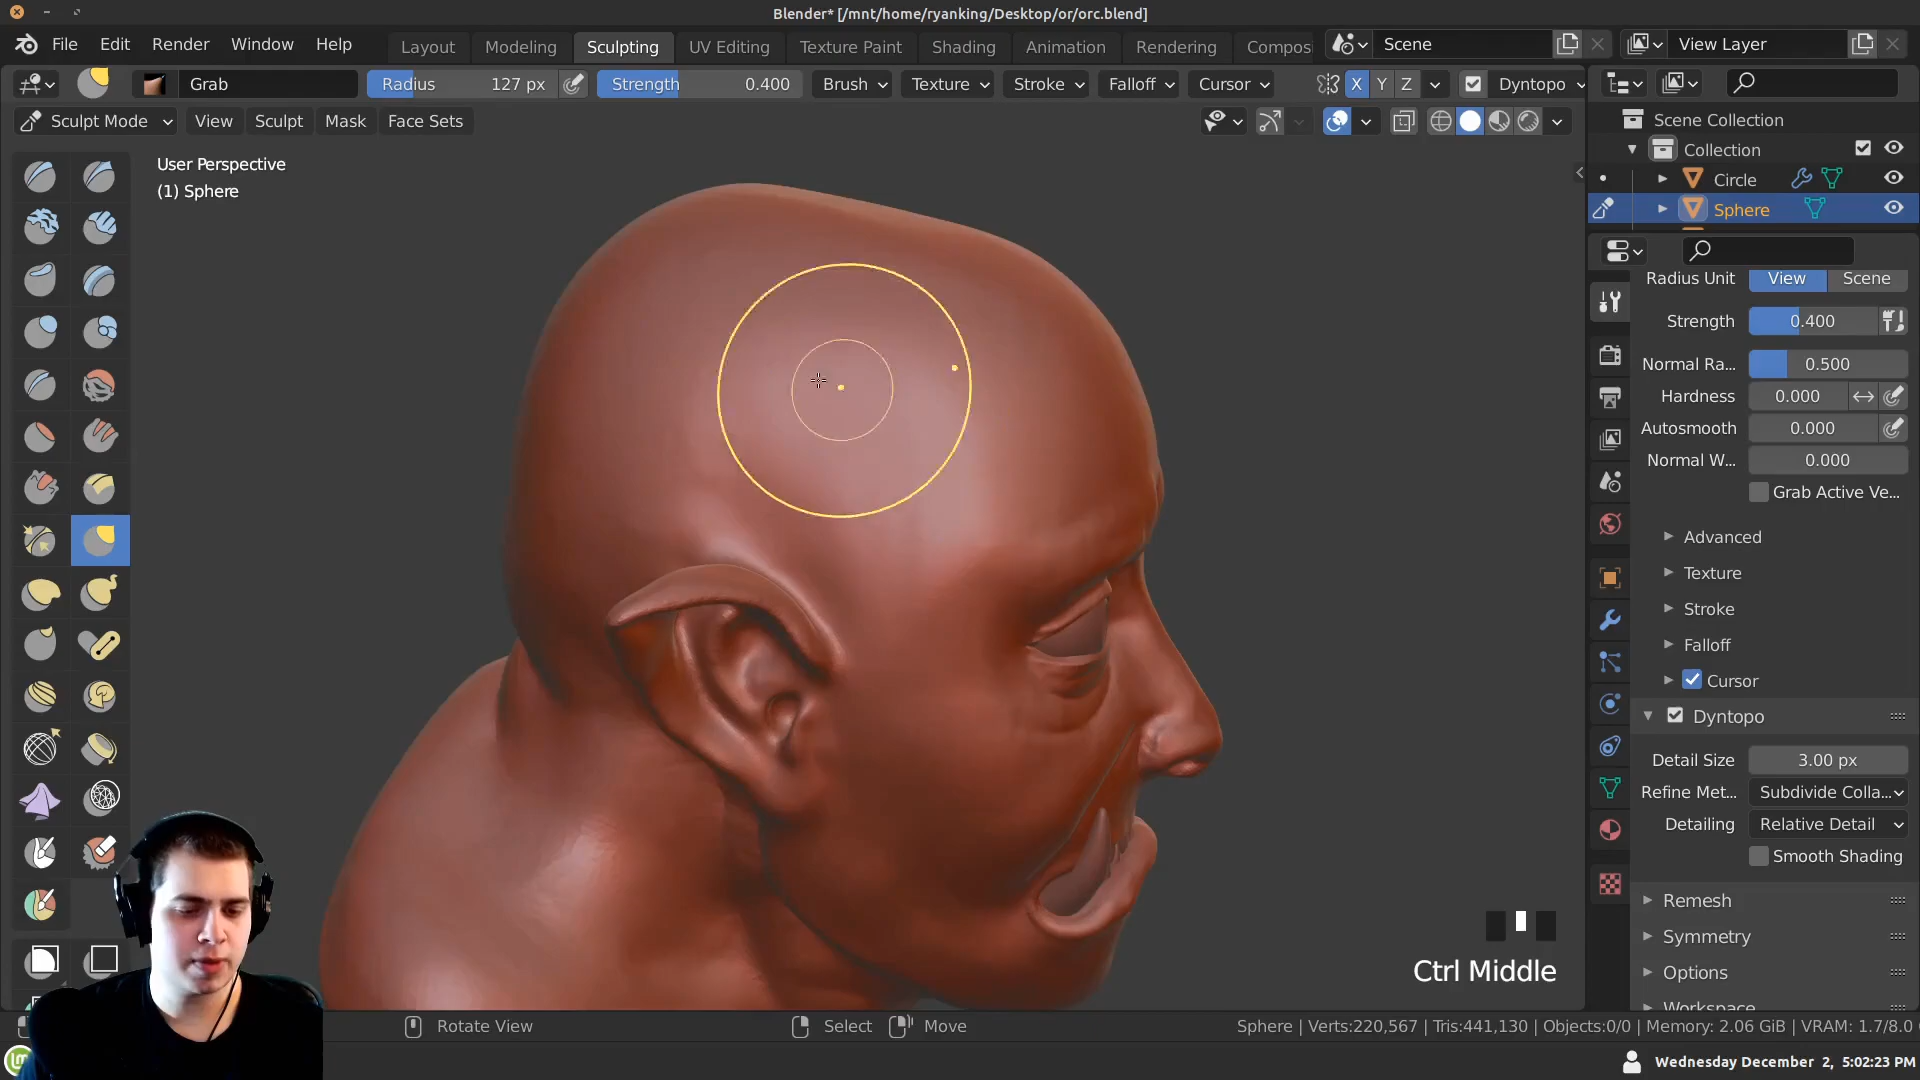 Blender* [/mnt/home/ryanking/Desktop/or/orc.blend]
File Edit Render Window Help
Layout Modeling Sculpting UV Editing Texture Paint Shading Animation Rendering Compos
Scene
View Layer
Grab
Radius 127 px
Strength 0.400
Brush Texture Stroke Falloff Cursor
X Y Z
Dyntopo
Sculpt Mode View Sculpt Mask Face Sets
Scene Collection
Collection
Circle
Sphere
User Perspective
(1) Sphere
Radius Unit View Scene
Strength 0.400
Normal Ra... 0.500
Hardness 0.000
Autosmooth 0.000
Normal W... 0.000
Grab Active Ve...
Advanced
Texture
Stroke
Falloff
Cursor
Dyntopo
Detail Size 3.00 px
Refine Met... Subdivide Colla...
Detailing Relative Detail
Smooth Shading
Remesh
Symmetry
Options
Workspace
Ctrl Middle
Rotate View Select Move
Sphere | Verts:220,567 | Tris:441,130 | Objects:0/0 | Memory: 2.06 GiB | VRAM: 1.7/8.0
Wednesday December 2, 5:02:23 PM